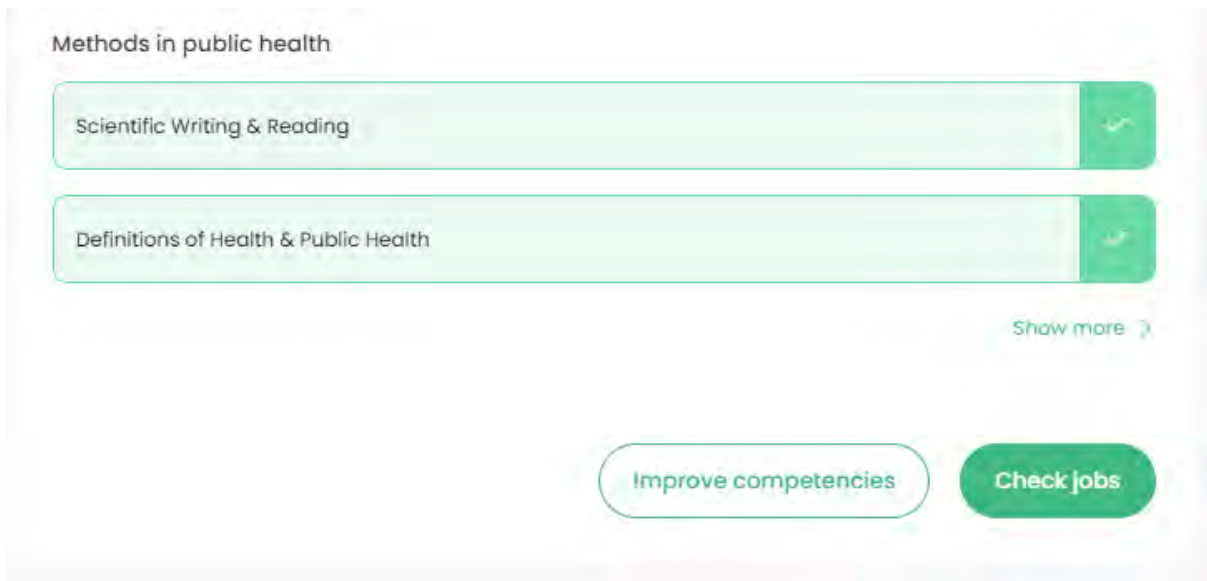 Methods in public health
Scientific Writing & Reading
Definitions of Health & Public Health
Show more
Improve competencies
Check jobs